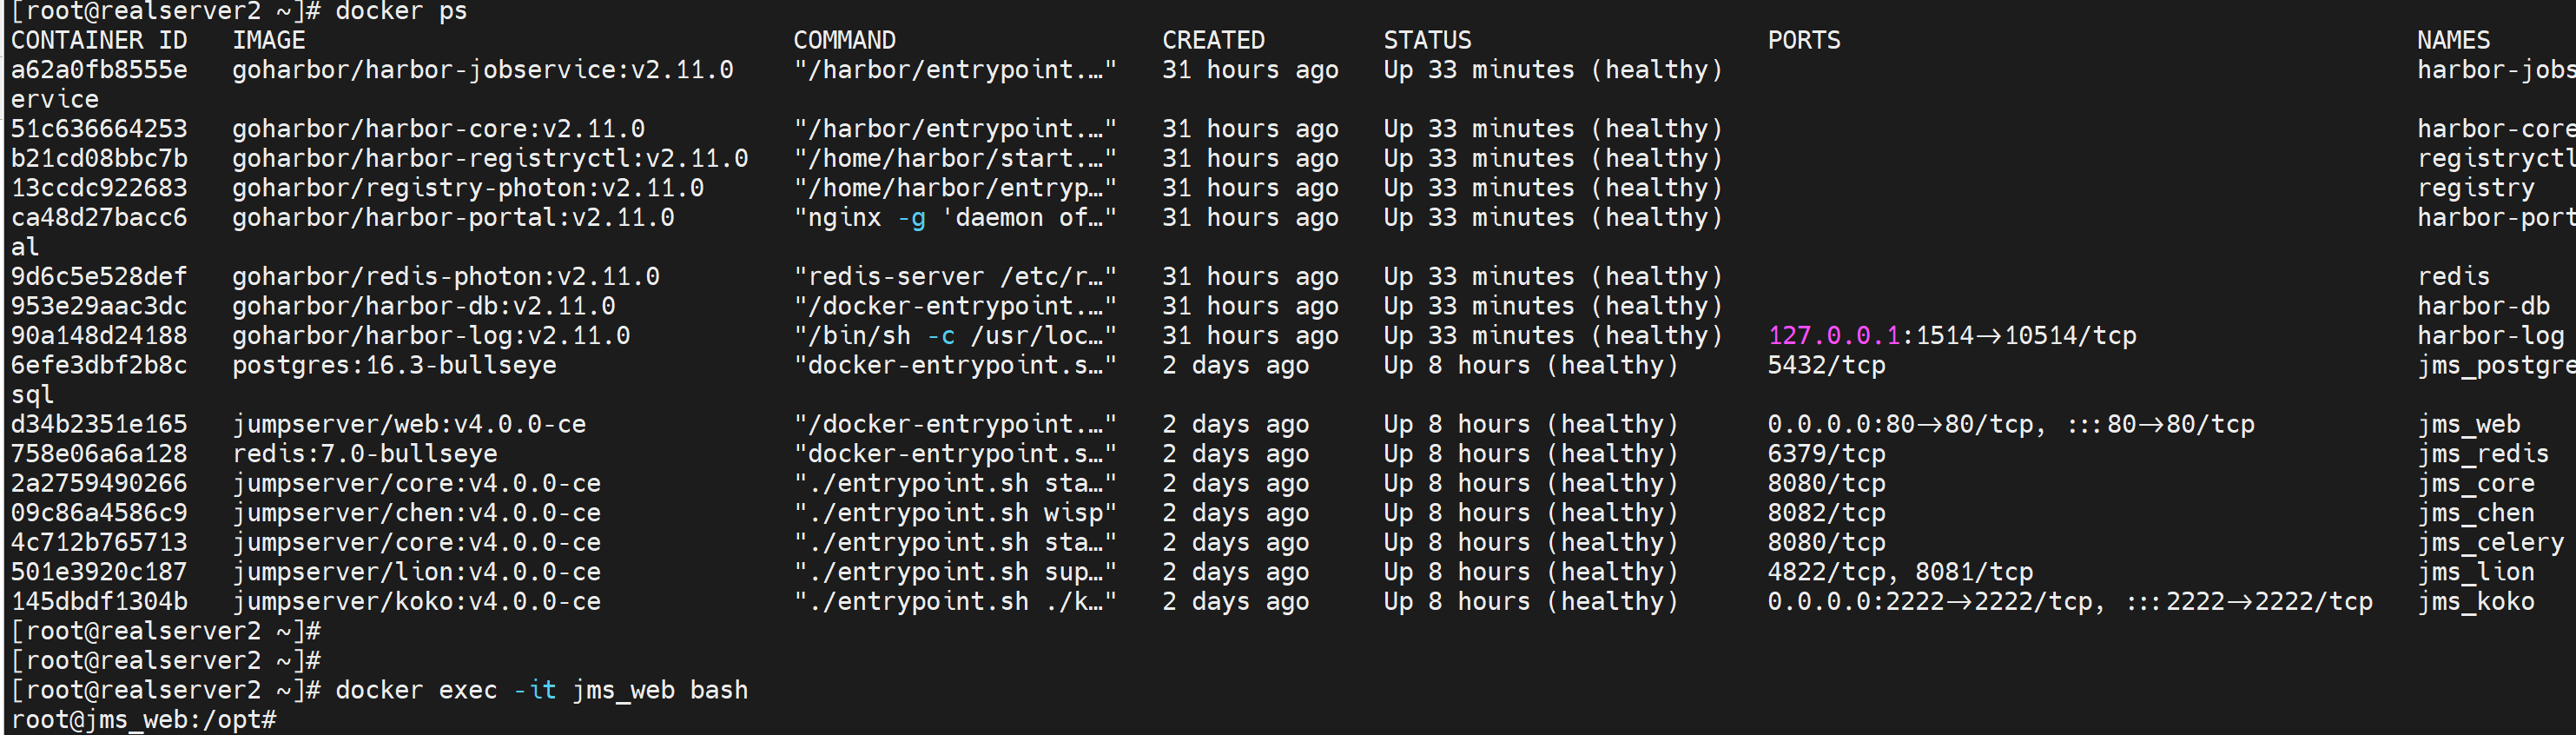 [root@realserver2 ~]# docker ps
CONTAINER ID   IMAGE                                COMMAND                  CREATED        STATUS                    PORTS                                       NAMES
a62a0fb8555e   goharbor/harbor-jobservice:v2.11.0   "/harbor/entrypoint.…"   31 hours ago   Up 33 minutes (healthy)                                               harbor-jobs
ervice
51c636664253   goharbor/harbor-core:v2.11.0         "/harbor/entrypoint.…"   31 hours ago   Up 33 minutes (healthy)                                               harbor-core
b21cd08bbc7b   goharbor/harbor-registryctl:v2.11.0   "/home/harbor/start.…"   31 hours ago   Up 33 minutes (healthy)                                               registryctl
13ccdc922683   goharbor/registry-photon:v2.11.0     "/home/harbor/entryp…"   31 hours ago   Up 33 minutes (healthy)                                               registry
ca48d27bacc6   goharbor/harbor-portal:v2.11.0       "nginx -g 'daemon of…"   31 hours ago   Up 33 minutes (healthy)                                               harbor-port
al
9d6c5e528def   goharbor/redis-photon:v2.11.0        "redis-server /etc/r…"   31 hours ago   Up 33 minutes (healthy)                                               redis
953e29aac3dc   goharbor/harbor-db:v2.11.0           "/docker-entrypoint.…"   31 hours ago   Up 33 minutes (healthy)                                               harbor-db
90a148d24188   goharbor/harbor-log:v2.11.0          "/bin/sh -c /usr/loc…"   31 hours ago   Up 33 minutes (healthy)   127.0.0.1:1514->10514/tcp                   harbor-log
6efe3dbf2b8c   postgres:16.3-bullseye               "docker-entrypoint.s…"   2 days ago     Up 8 hours (healthy)      5432/tcp                                    jms_postgre
sql
d34b2351e165   jumpserver/web:v4.0.0-ce             "/docker-entrypoint.…"   2 days ago     Up 8 hours (healthy)      0.0.0.0:80->80/tcp, :::80->80/tcp           jms_web
758e06a6a128   redis:7.0-bullseye                   "docker-entrypoint.s…"   2 days ago     Up 8 hours (healthy)      6379/tcp                                    jms_redis
2a2759490266   jumpserver/core:v4.0.0-ce            "./entrypoint.sh sta…"   2 days ago     Up 8 hours (healthy)      8080/tcp                                    jms_core
09c86a4586c9   jumpserver/chen:v4.0.0-ce            "./entrypoint.sh wisp"   2 days ago     Up 8 hours (healthy)      8082/tcp                                    jms_chen
4c712b765713   jumpserver/core:v4.0.0-ce            "./entrypoint.sh sta…"   2 days ago     Up 8 hours (healthy)      8080/tcp                                    jms_celery
501e3920c187   jumpserver/lion:v4.0.0-ce            "./entrypoint.sh sup…"   2 days ago     Up 8 hours (healthy)      4822/tcp, 8081/tcp                          jms_lion
145dbdf1304b   jumpserver/koko:v4.0.0-ce            "./entrypoint.sh ./k…"   2 days ago     Up 8 hours (healthy)      0.0.0.0:2222->2222/tcp, :::2222->2222/tcp   jms_koko
[root@realserver2 ~]#
[root@realserver2 ~]#
[root@realserver2 ~]# docker exec -it jms_web bash
root@jms_web:/opt#